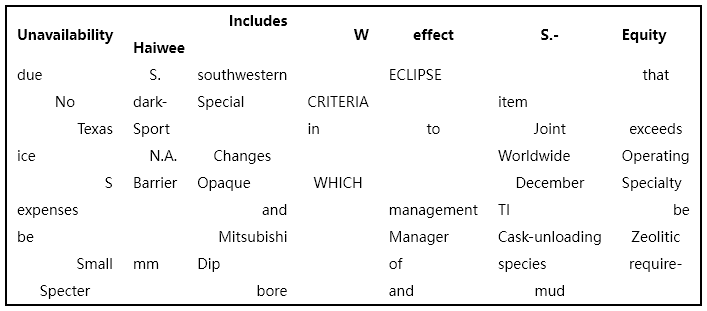 Unavailability Haiwee Includes W effect S.- Equity
due S. southwestern ECLIPSE that
No dark- Special CRITERIA item
Texas Sport in to Joint exceeds
ice N.A. Changes Worldwide Operating
S Barrier Opaque WHICH December Specialty
expenses and management TI be
be Mitsubishi Manager Cask-unloading Zeolitic
Small mm Dip of species require-
Specter bore and mud